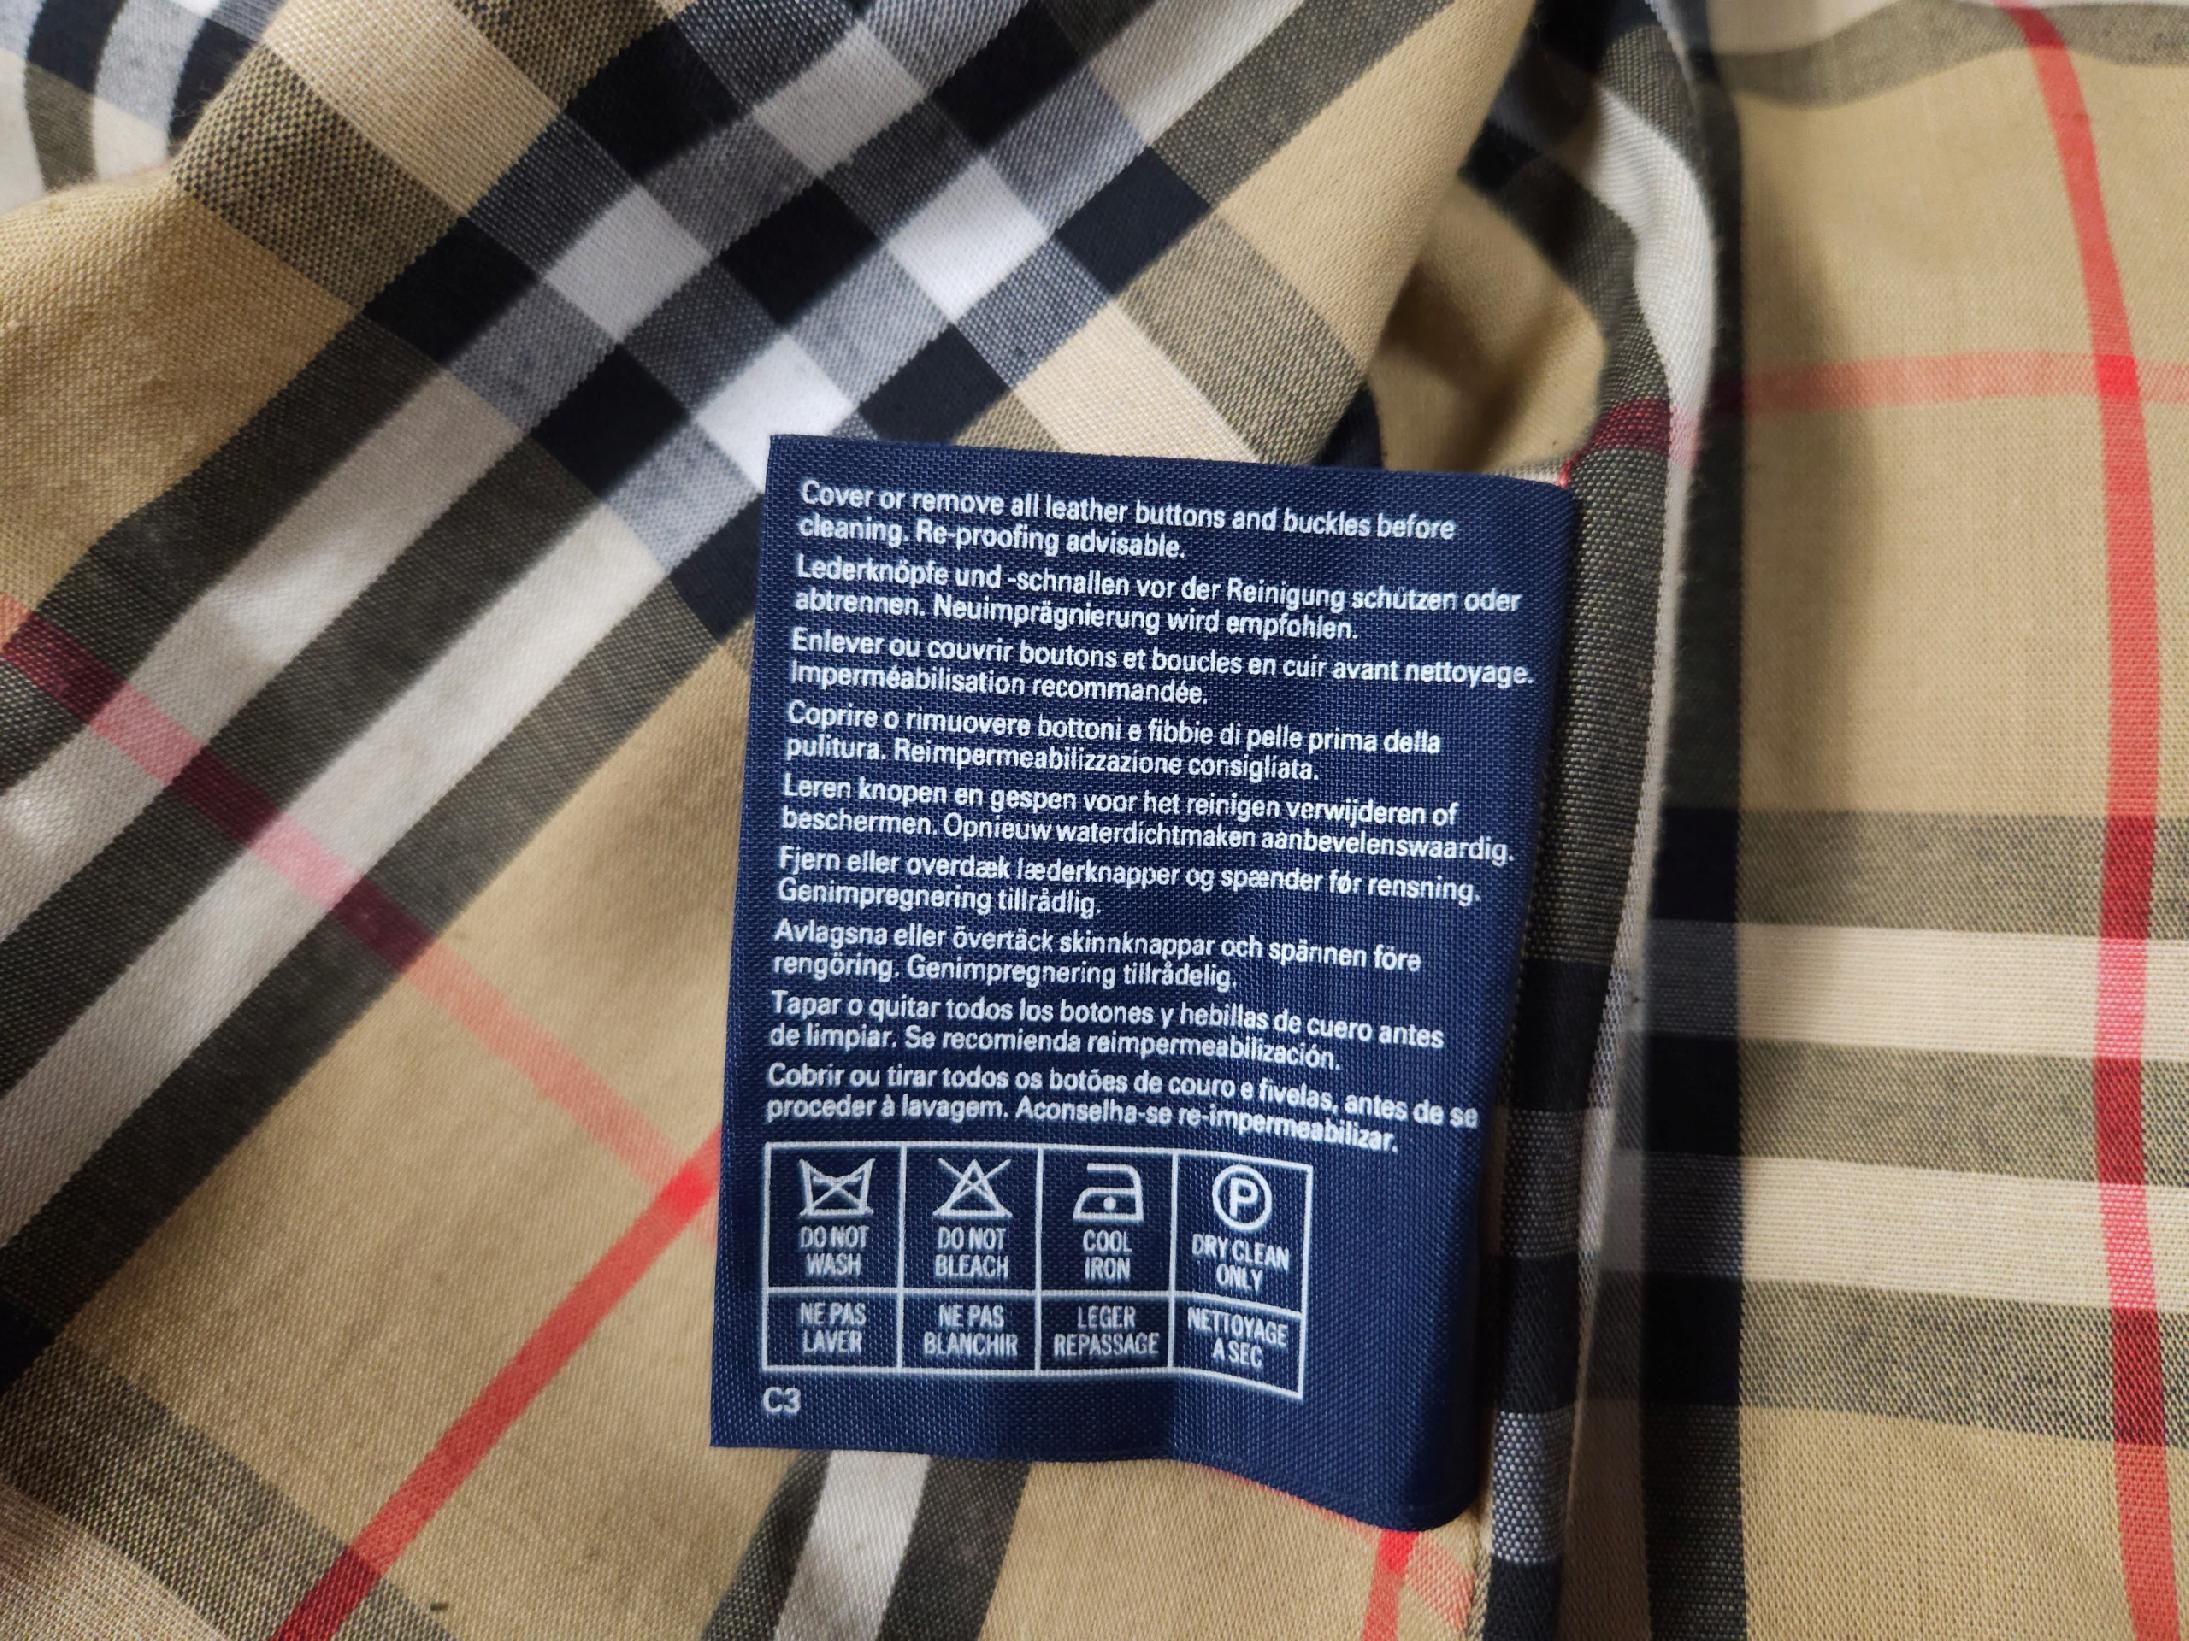 Cover or remove all leather buttons and buckles before
cleaning. Re-proofing advisable.
Lederknöpfe und -schnallen vor der Reinigung schützen oder
abtrennen. Neuimprägnierung wird empfohlen.
Enlever ou couvrir boutons et boucles en cuir avant nettoyage.
Imperméabilisation recommandée.
Coprire o rimuovere bottoni e fibbie di pelle prima della
pulitura. Reimpermeabilizzazione consigliata.
Leren knopen en gespen voor het reinigen verwijderen of
beschermen. Opnieuw waterdichtmaken aanbevelenswaardig.
Fjern eller overdæk læderknapper og spænder før rensning.
Genimpregnering tillrådlig.
Avlagsna eller övertäck skinnknappar och spännen före
rengöring. Genimpregnering tillrådelig.
Tapar o quitar todos los botones y hebillas de cuero antes
de limpiar. Se recomienda reimpermeabilización.
Cobrir ou tirar todos os botões de couro e fivelas, antes de se
proceder à lavagem. Aconselha-se re-impermeabilizar.
P
DO NOT WASH
DO NOT BLEACH
COOL IRON
DRY CLEAN ONLY
NE PAS LAVER
NE PAS BLANCHIR
LEGER REPASSAGE
NETTOYAGE A SEC
C3